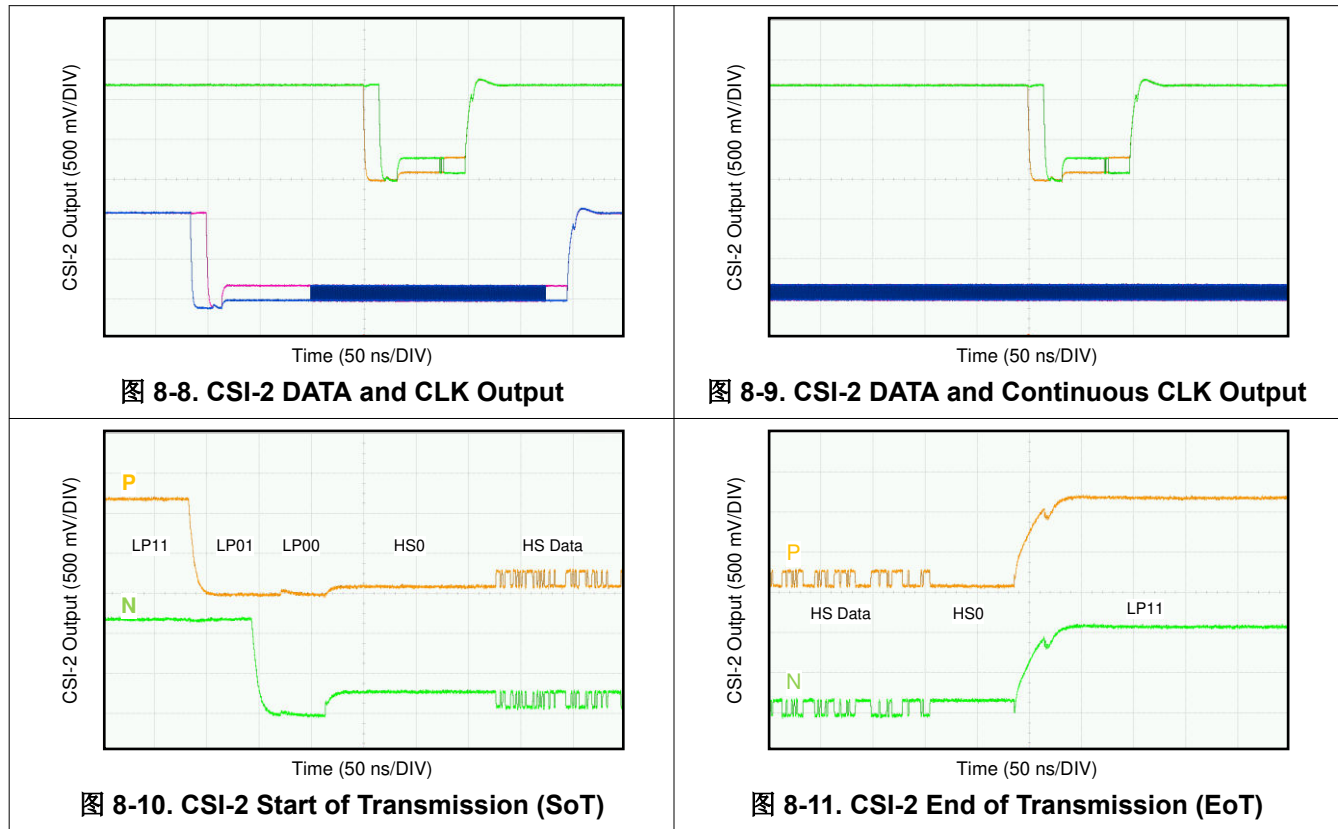 CSI-2 Output (500 mV/DIV)
Time (50 ns/DIV)
图 8-8. CSI-2 DATA and CLK Output
CSI-2 Output (500 mV/DIV)
Time (50 ns/DIV)
图 8-9. CSI-2 DATA and Continuous CLK Output
CSI-2 Output (500 mV/DIV)
P
LP11 LP01 LP00 HS0 HS Data
N
Time (50 ns/DIV)
图 8-10. CSI-2 Start of Transmission (SoT)
CSI-2 Output (500 mV/DIV)
P
HS Data HS0 LP11
N
Time (50 ns/DIV)
图 8-11. CSI-2 End of Transmission (EoT)